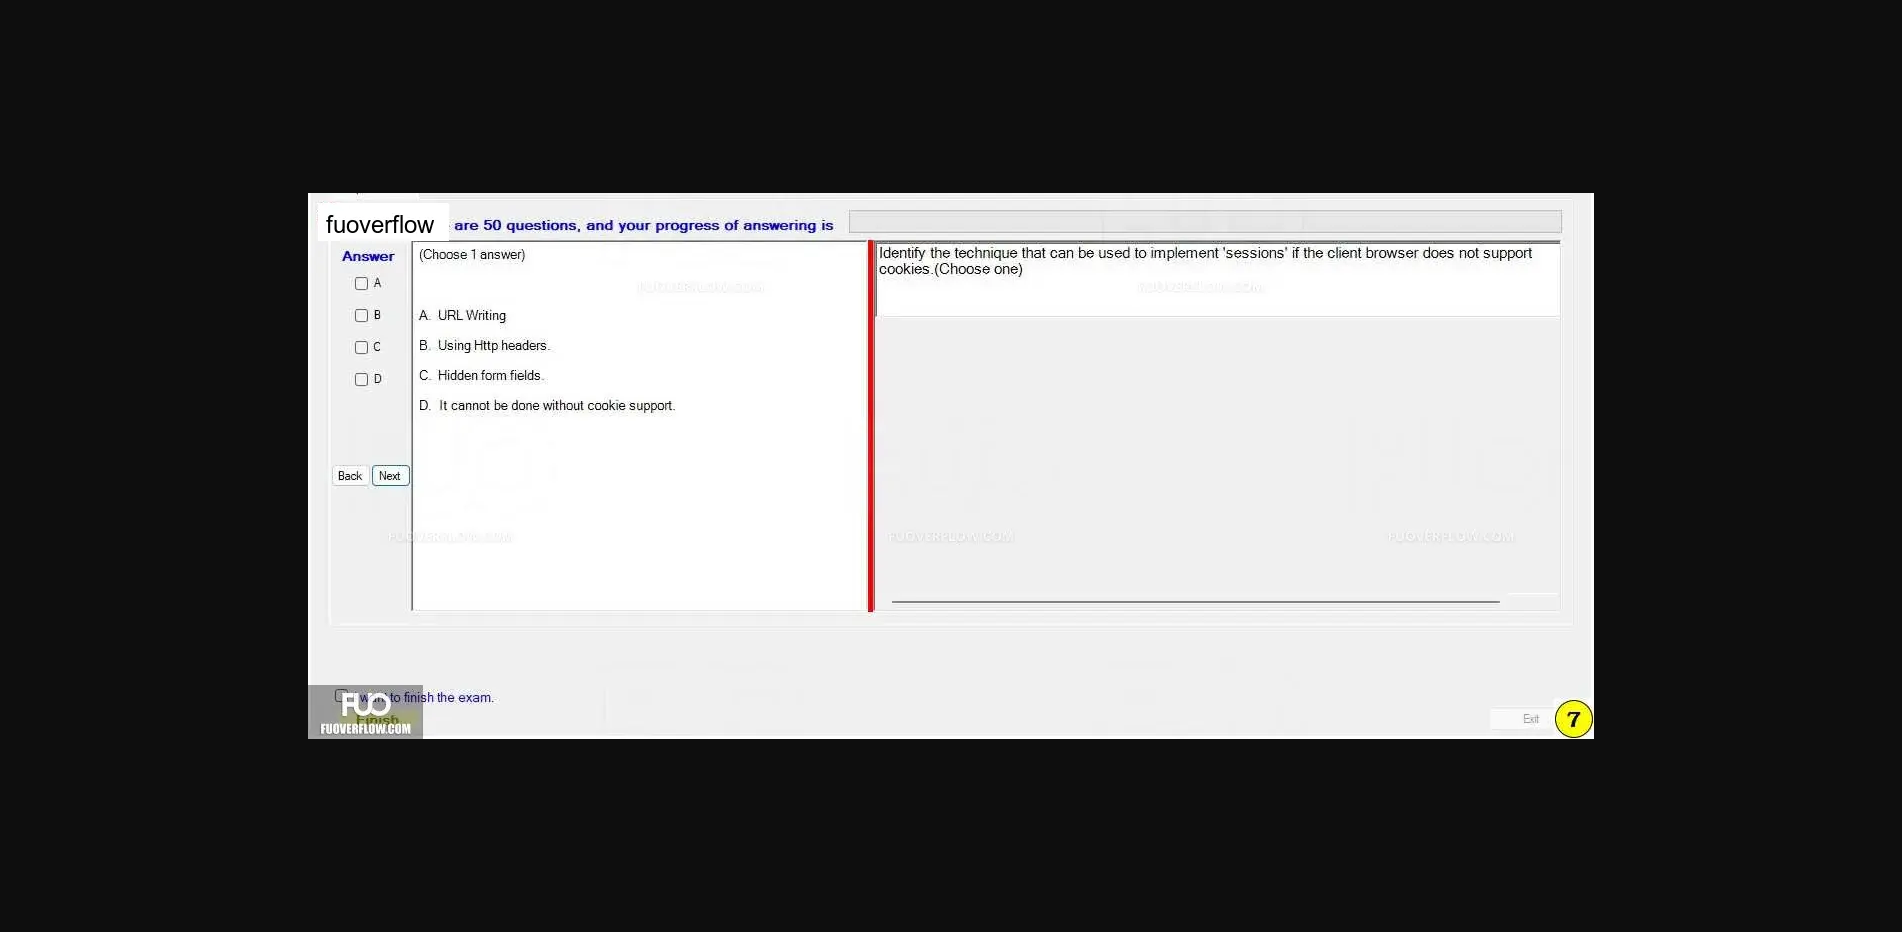 fuoverflow are 50 questions, and your progress of answering is
Answer
A
B
C
D
Back Next
(Choose 1 answer)
A. URL Writing
B. Using Http headers.
C. Hidden form fields.
D. It cannot be done without cookie support.
Identify the technique that can be used to implement 'sessions' if the client browser does not support
cookies.(Choose one)
FUOVERFLOW.COM
FUOVERFLOW.COM
FUOVERFLOW.COM
FUOVERFLOW.COM
FUOVERFLOW.COM
I want to finish the exam.
Finish
FUO
FUOVERFLOW.COM
Exit
7